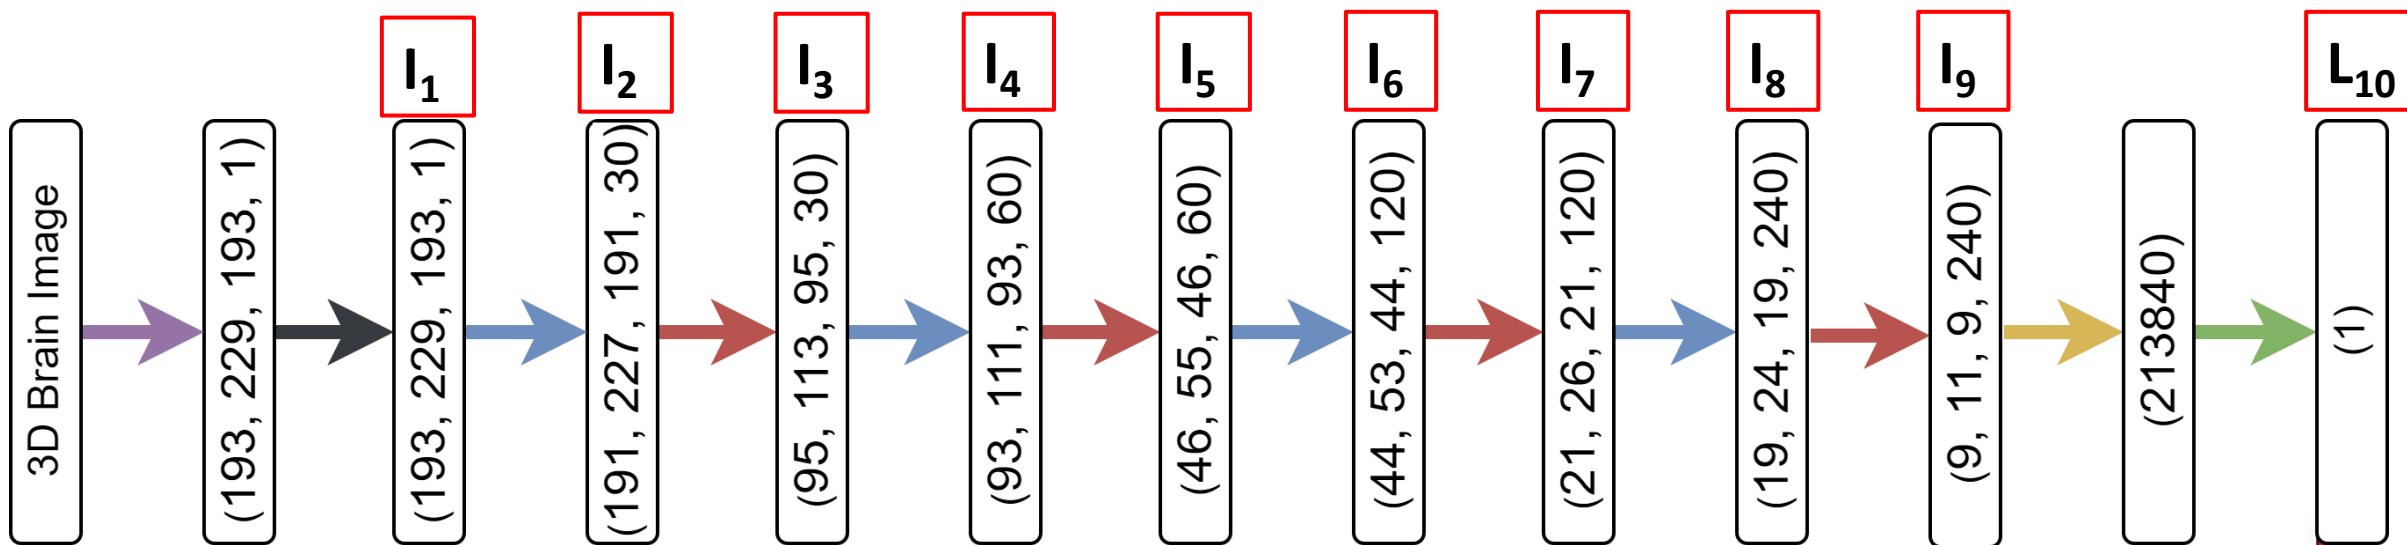 l1
l2
l3
l4
l5
l6
l7
l8
l9
L10
3D Brain Image
(193, 229, 193, 1)
(193, 229, 193, 1)
(191, 227, 191, 30)
(95, 113, 95, 30)
(93, 111, 93, 60)
(46, 55, 46, 60)
(44, 53, 44, 120)
(21, 26, 21, 120)
(19, 24, 19, 240)
(9, 11, 9, 240)
(213840)
(1)